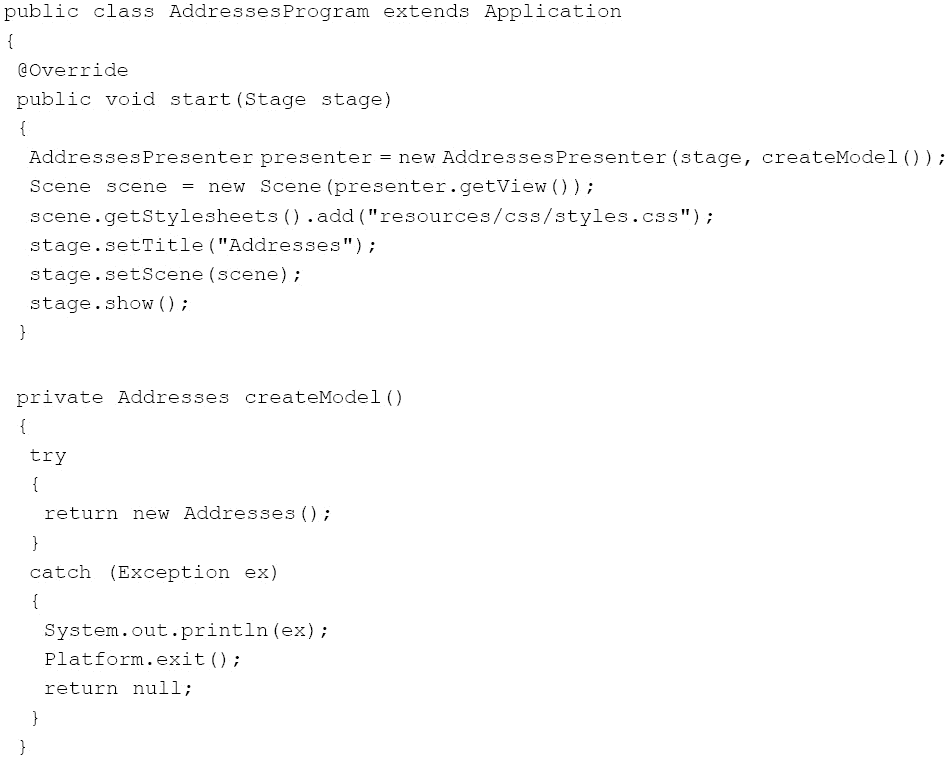 public class AddressesProgram extends Application
{
@Override
public void start(Stage stage)
{
AddressesPresenter presenter = new AddressesPresenter(stage, createModel());
Scene scene = new Scene(presenter.getView());
scene.getStylesheets().add("resources/css/styles.css");
stage.setTitle("Addresses");
stage.setScene(scene);
stage.show();
}
private Addresses createModel()
{
try
{
return new Addresses();
}
catch (Exception ex)
{
System.out.println(ex);
Platform.exit();
return null;
}
}